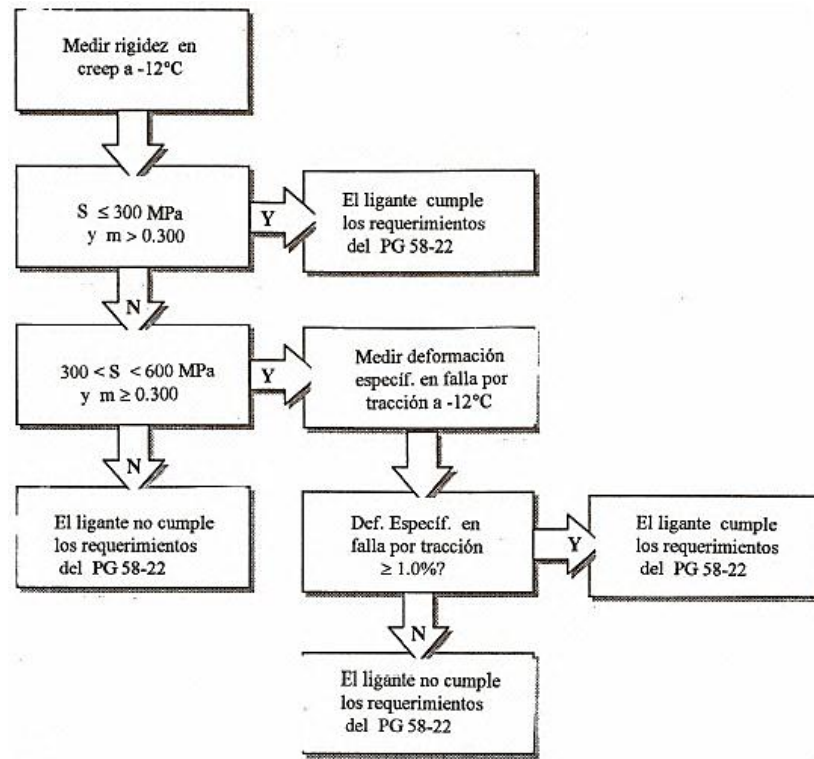 Medir rigidez en
creep a -12°C
S ≤ 300 MPa
y m > 0.300
Y
El ligante cumple
los requerimientos
del PG 58-22
N
300 < S < 600 MPa
y m ≥ 0.300
Y
Medir deformación
específ. en falla por
tracción a -12°C
N
El ligante no cumple
los requerimientos
del PG 58-22
Def. Específ. en
falla por tracción
≥ 1.0%?
Y
El ligante cumple
los requerimientos
del PG 58-22
N
El ligante no cumple
los requerimientos
del PG 58-22